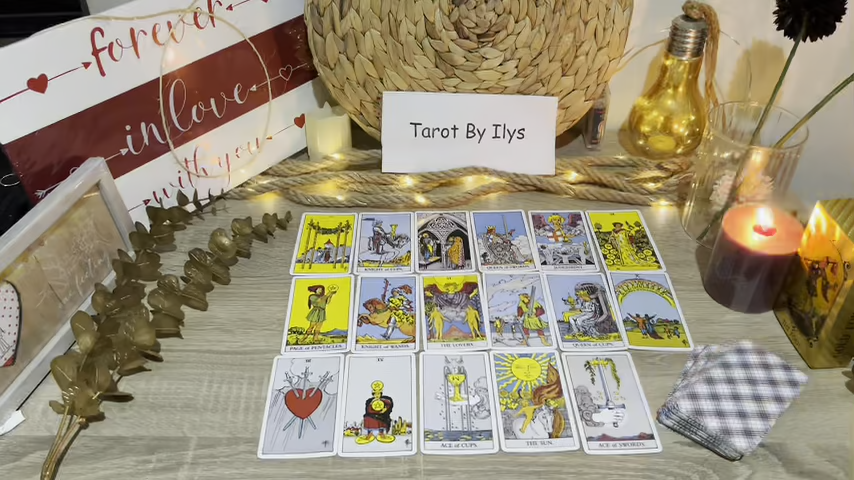 forever
in love
with you
Tarot By Ilys
KNIGHT of CUPS.
QUEEN of SWORDS.
JUDGEMENT.
PAGE of PENTACLES.
KNIGHT of WANDS.
THE LOVERS.
QUEEN of CUPS.
III
IV
ACE of CUPS.
THE SUN.
ACE of SWORDS.